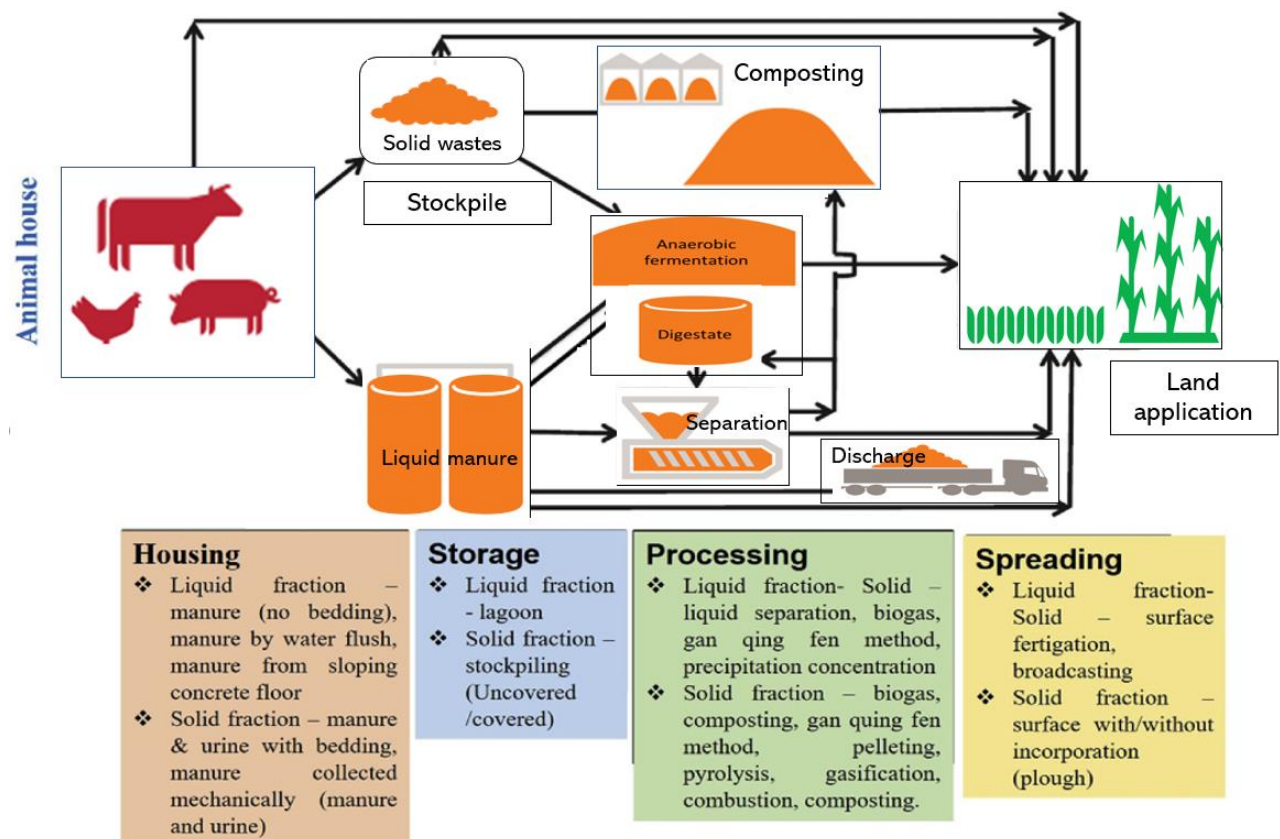 Animal house
Solid wastes
Stockpile
Composting
Anaerobic
fermentation
Digestate
Separation
Liquid manure
Discharge
Land
application
Housing
❖ Liquid fraction –
manure (no bedding),
manure by water flush,
manure from sloping
concrete floor
❖ Solid fraction – manure
& urine with bedding,
manure collected
mechanically (manure
and urine)
Storage
❖ Liquid fraction
- lagoon
❖ Solid fraction –
stockpiling
(Uncovered
/covered)
Processing
❖ Liquid fraction- Solid –
liquid separation, biogas,
gan qing fen method,
precipitation concentration
❖ Solid fraction – biogas,
composting, gan quing fen
method, pelleting,
pyrolysis, gasification,
combustion, composting.
Spreading
❖ Liquid fraction-
Solid – surface
fertigation,
broadcasting
❖ Solid fraction –
surface with/without
incorporation
(plough)